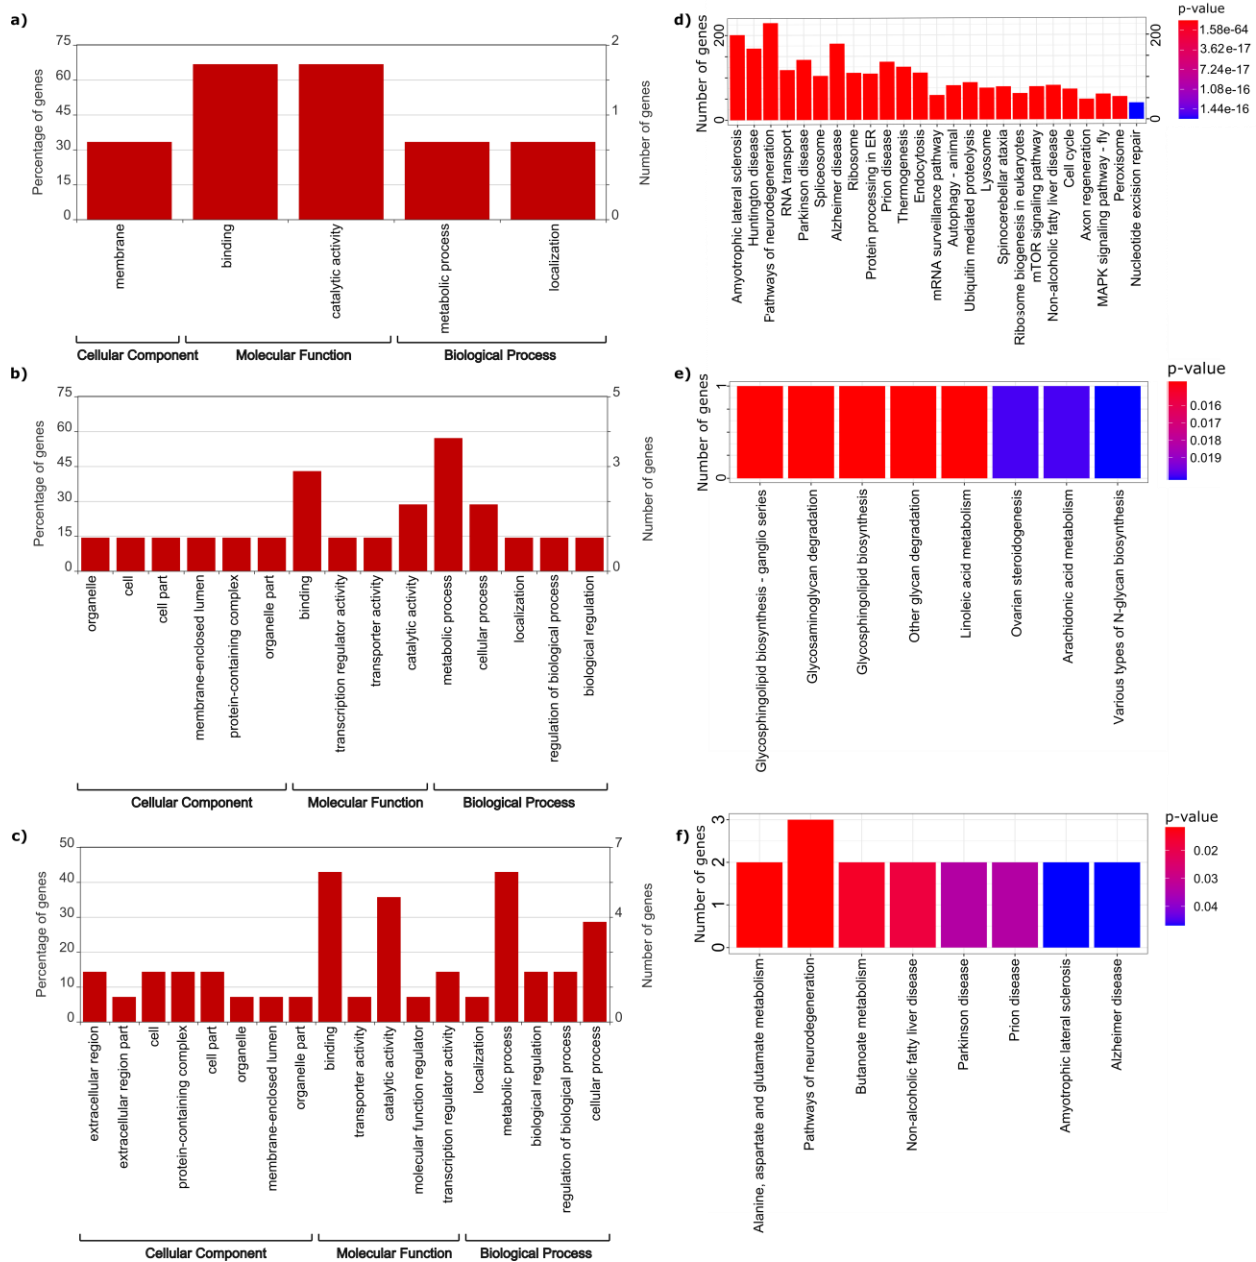 a)
Percentage of genes
75
60
45
30
15
0
2
1
1
0
Number of genes
membrane
binding
catalytic activity
metabolic process
localization
Cellular Component
Molecular Function
Biological Process
b)
Percentage of genes
75
60
45
30
15
0
5
3
2
0
Number of genes
organelle
cell
cell part
membrane-enclosed lumen
protein-containing complex
organelle part
binding
transcription regulator activity
transporter activity
catalytic activity
metabolic process
cellular process
localization
regulation of biological process
biological regulation
Cellular Component
Molecular Function
Biological Process
c)
Percentage of genes
50
40
30
20
10
0
7
4
1
0
Number of genes
extracellular region
extracellular region part
cell
protein-containing complex
cell part
organelle
membrane-enclosed lumen
organelle part
binding
transporter activity
catalytic activity
molecular function regulator
transcription regulator activity
localization
metabolic process
biological regulation
regulation of biological process
cellular process
Cellular Component
Molecular Function
Biological Process
d)
Number of genes
200
100
0
200
100
0
Amyotrophic lateral sclerosis
Huntington disease
Pathways of neurodegeneration
RNA transport
Parkinson disease
Spliceosome
Alzheimer disease
Ribosome
Protein processing in ER
Prion disease
Thermogenesis
Endocytosis
mRNA surveillance pathway
Autophagy - animal
Ubiquitin mediated proteolysis
Lysosome
Spinocerebellar ataxia
Ribosome biogenesis in eukaryotes
mTOR signaling pathway
Non-alcoholic fatty liver disease
Cell cycle
Axon regeneration
MAPK signaling pathway - fly
Peroxisome
Nucleotide excision repair
p-value
1.58e-64
3.62e-17
7.24e-17
1.08e-16
1.44e-16
e)
Number of genes
1
0
Glycosphingolipid biosynthesis - ganglio series
Glycosaminoglycan degradation
Glycosphingolipid biosynthesis
Other glycan degradation
Linoleic acid metabolism
Ovarian steroidogenesis
Arachidonic acid metabolism
Various types of N-glycan biosynthesis
p-value
0.016
0.017
0.018
0.019
f)
Number of genes
3
2
1
0
Alanine, aspartate and glutamate metabolism
Pathways of neurodegeneration
Butanoate metabolism
Non-alcoholic fatty liver disease
Parkinson disease
Prion disease
Amyotrophic lateral sclerosis
Alzheimer disease
p-value
0.02
0.03
0.04